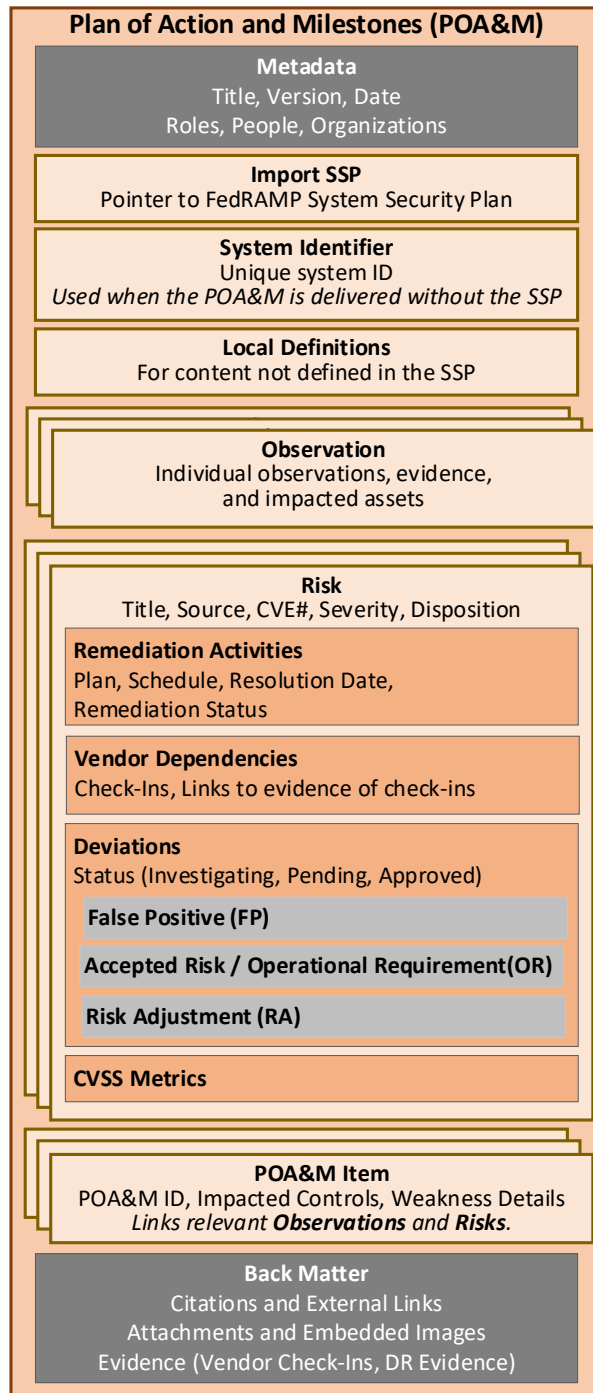 Plan of Action and Milestones (POA&M)
Metadata
Title, Version, Date
Roles, People, Organizations
Import SSP
Pointer to FedRAMP System Security Plan
System Identifier
Unique system ID
Used when the POA&M is delivered without the SSP
Local Definitions
For content not defined in the SSP
Observation
Individual observations, evidence,
and impacted assets
Risk
Title, Source, CVE#, Severity, Disposition
Remediation Activities
Plan, Schedule, Resolution Date,
Remediation Status
Vendor Dependencies
Check-Ins, Links to evidence of check-ins
Deviations
Status (Investigating, Pending, Approved)
False Positive (FP)
Accepted Risk / Operational Requirement(OR)
Risk Adjustment (RA)
CVSS Metrics
POA&M Item
POA&M ID, Impacted Controls, Weakness Details
Links relevant Observations and Risks.
Back Matter
Citations and External Links
Attachments and Embedded Images
Evidence (Vendor Check-Ins, DR Evidence)